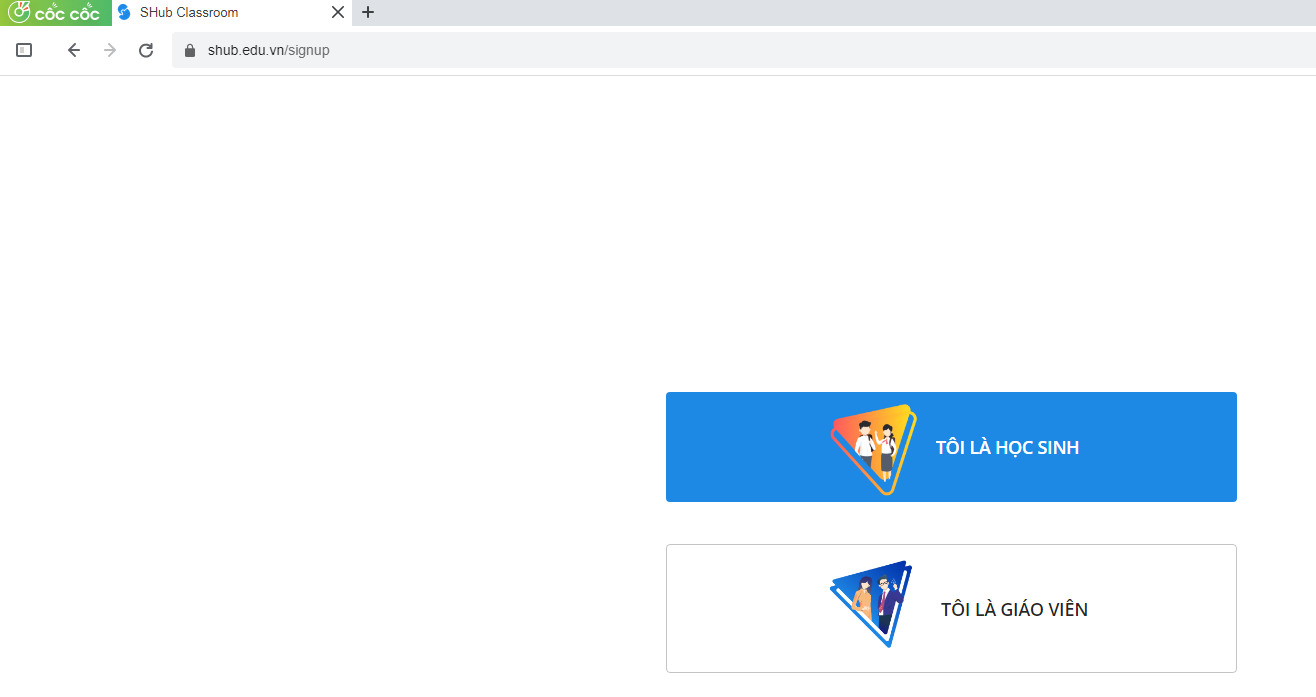 cốc cốc
SHub Classroom
shub.edu.vn/signup
TÔI LÀ HỌC SINH
TÔI LÀ GIÁO VIÊN